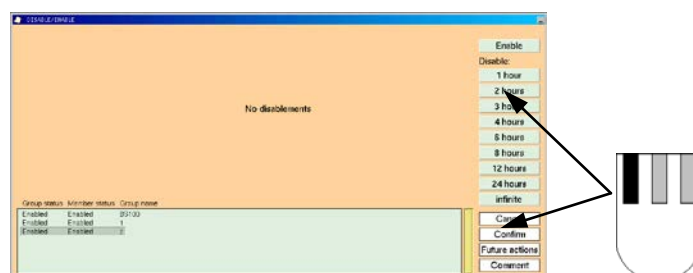 DISABLE/ENABLE
Enable
Disable:
1 hour
2 hours
3 hours
4 hours
6 hours
8 hours
12 hours
24 hours
infinite
No disablements
Group status Member status Group name
Enabled Enabled
Enabled Enabled 1
Enabled Enabled
Cancel
Confirm
Future actions
Comment